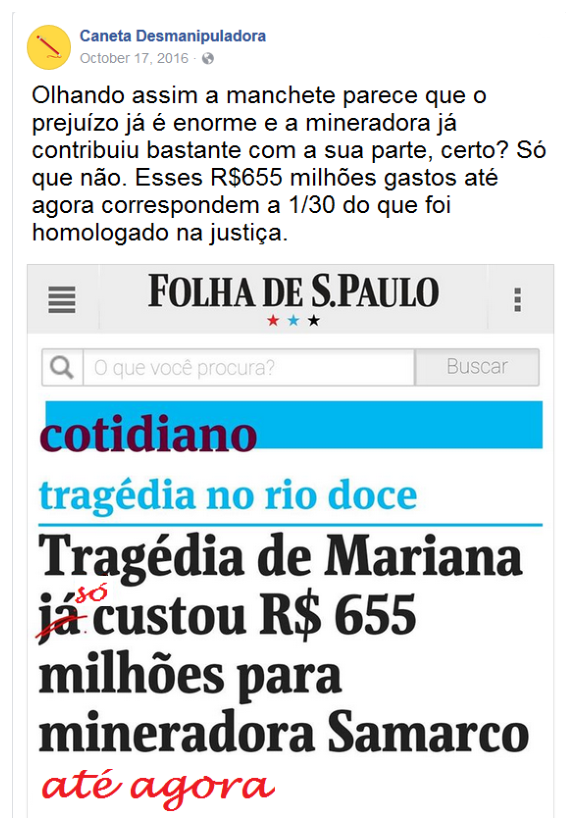 Caneta Desmanipuladora
October 17, 2016 ·
Olhando assim a manchete parece que o
prejuízo já é enorme e a mineradora já
contribuiu bastante com a sua parte, certo? Só
que não. Esses R$655 milhões gastos até
agora correspondem a 1/30 do que foi
homologado na justiça.
FOLHA DE S.PAULO
O que você procura?
Buscar
cotidiano
tragédia no rio doce
Tragédia de Mariana
só
já custou R$ 655
milhões para
mineradora Samarco
até agora